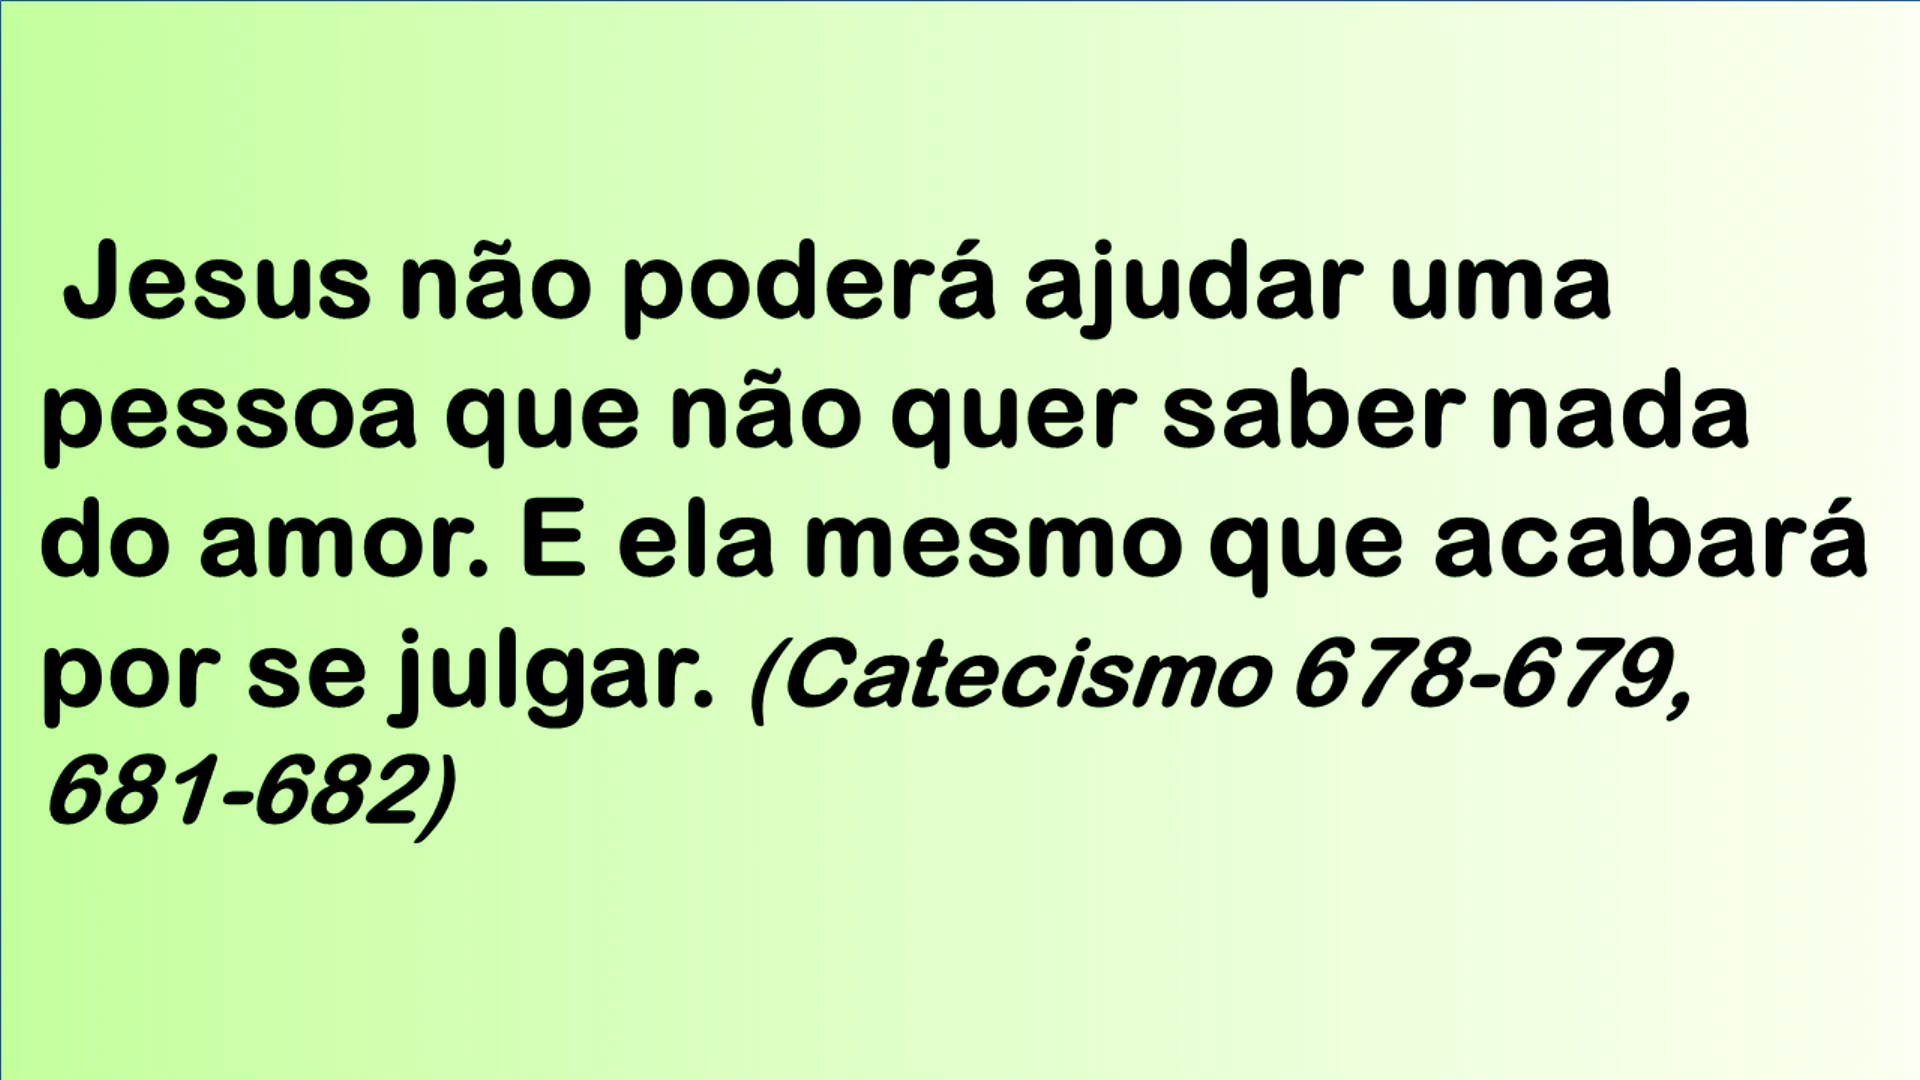 Jesus não poderá ajudar uma
pessoa que não quer saber nada
do amor. E ela mesmo que acabará
por se julgar. (Catecismo 678-679,
681-682)